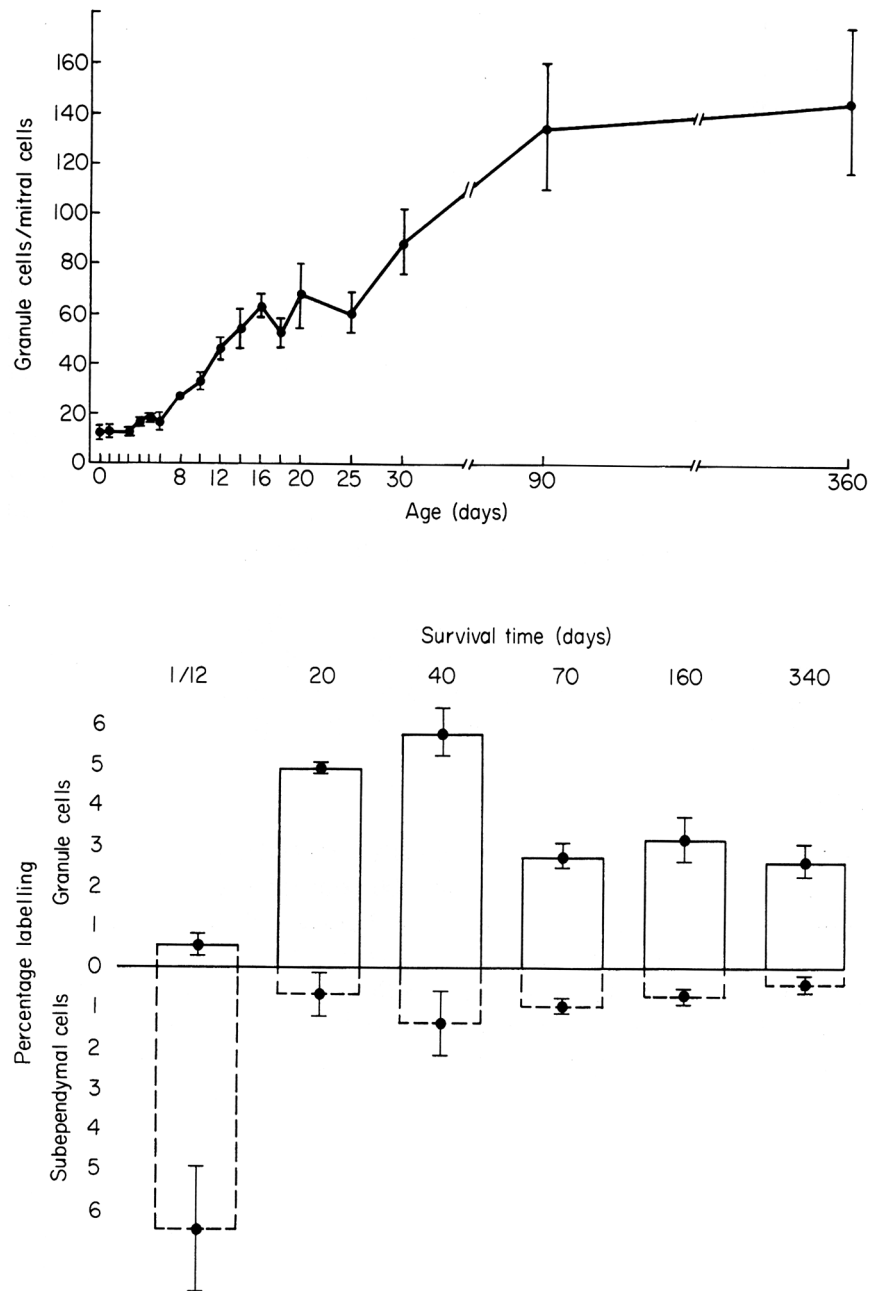 Granule cells/mitral cells
160
140
120
100
80
60
40
20
0
0 8 12 16 20 25 30 90 360
Age (days)
Survival time (days)
1/12 20 40 70 160 340
Percentage labelling
Granule cells
6
5
4
3
2
1
0
Subependymal cells
1
2
3
4
5
6